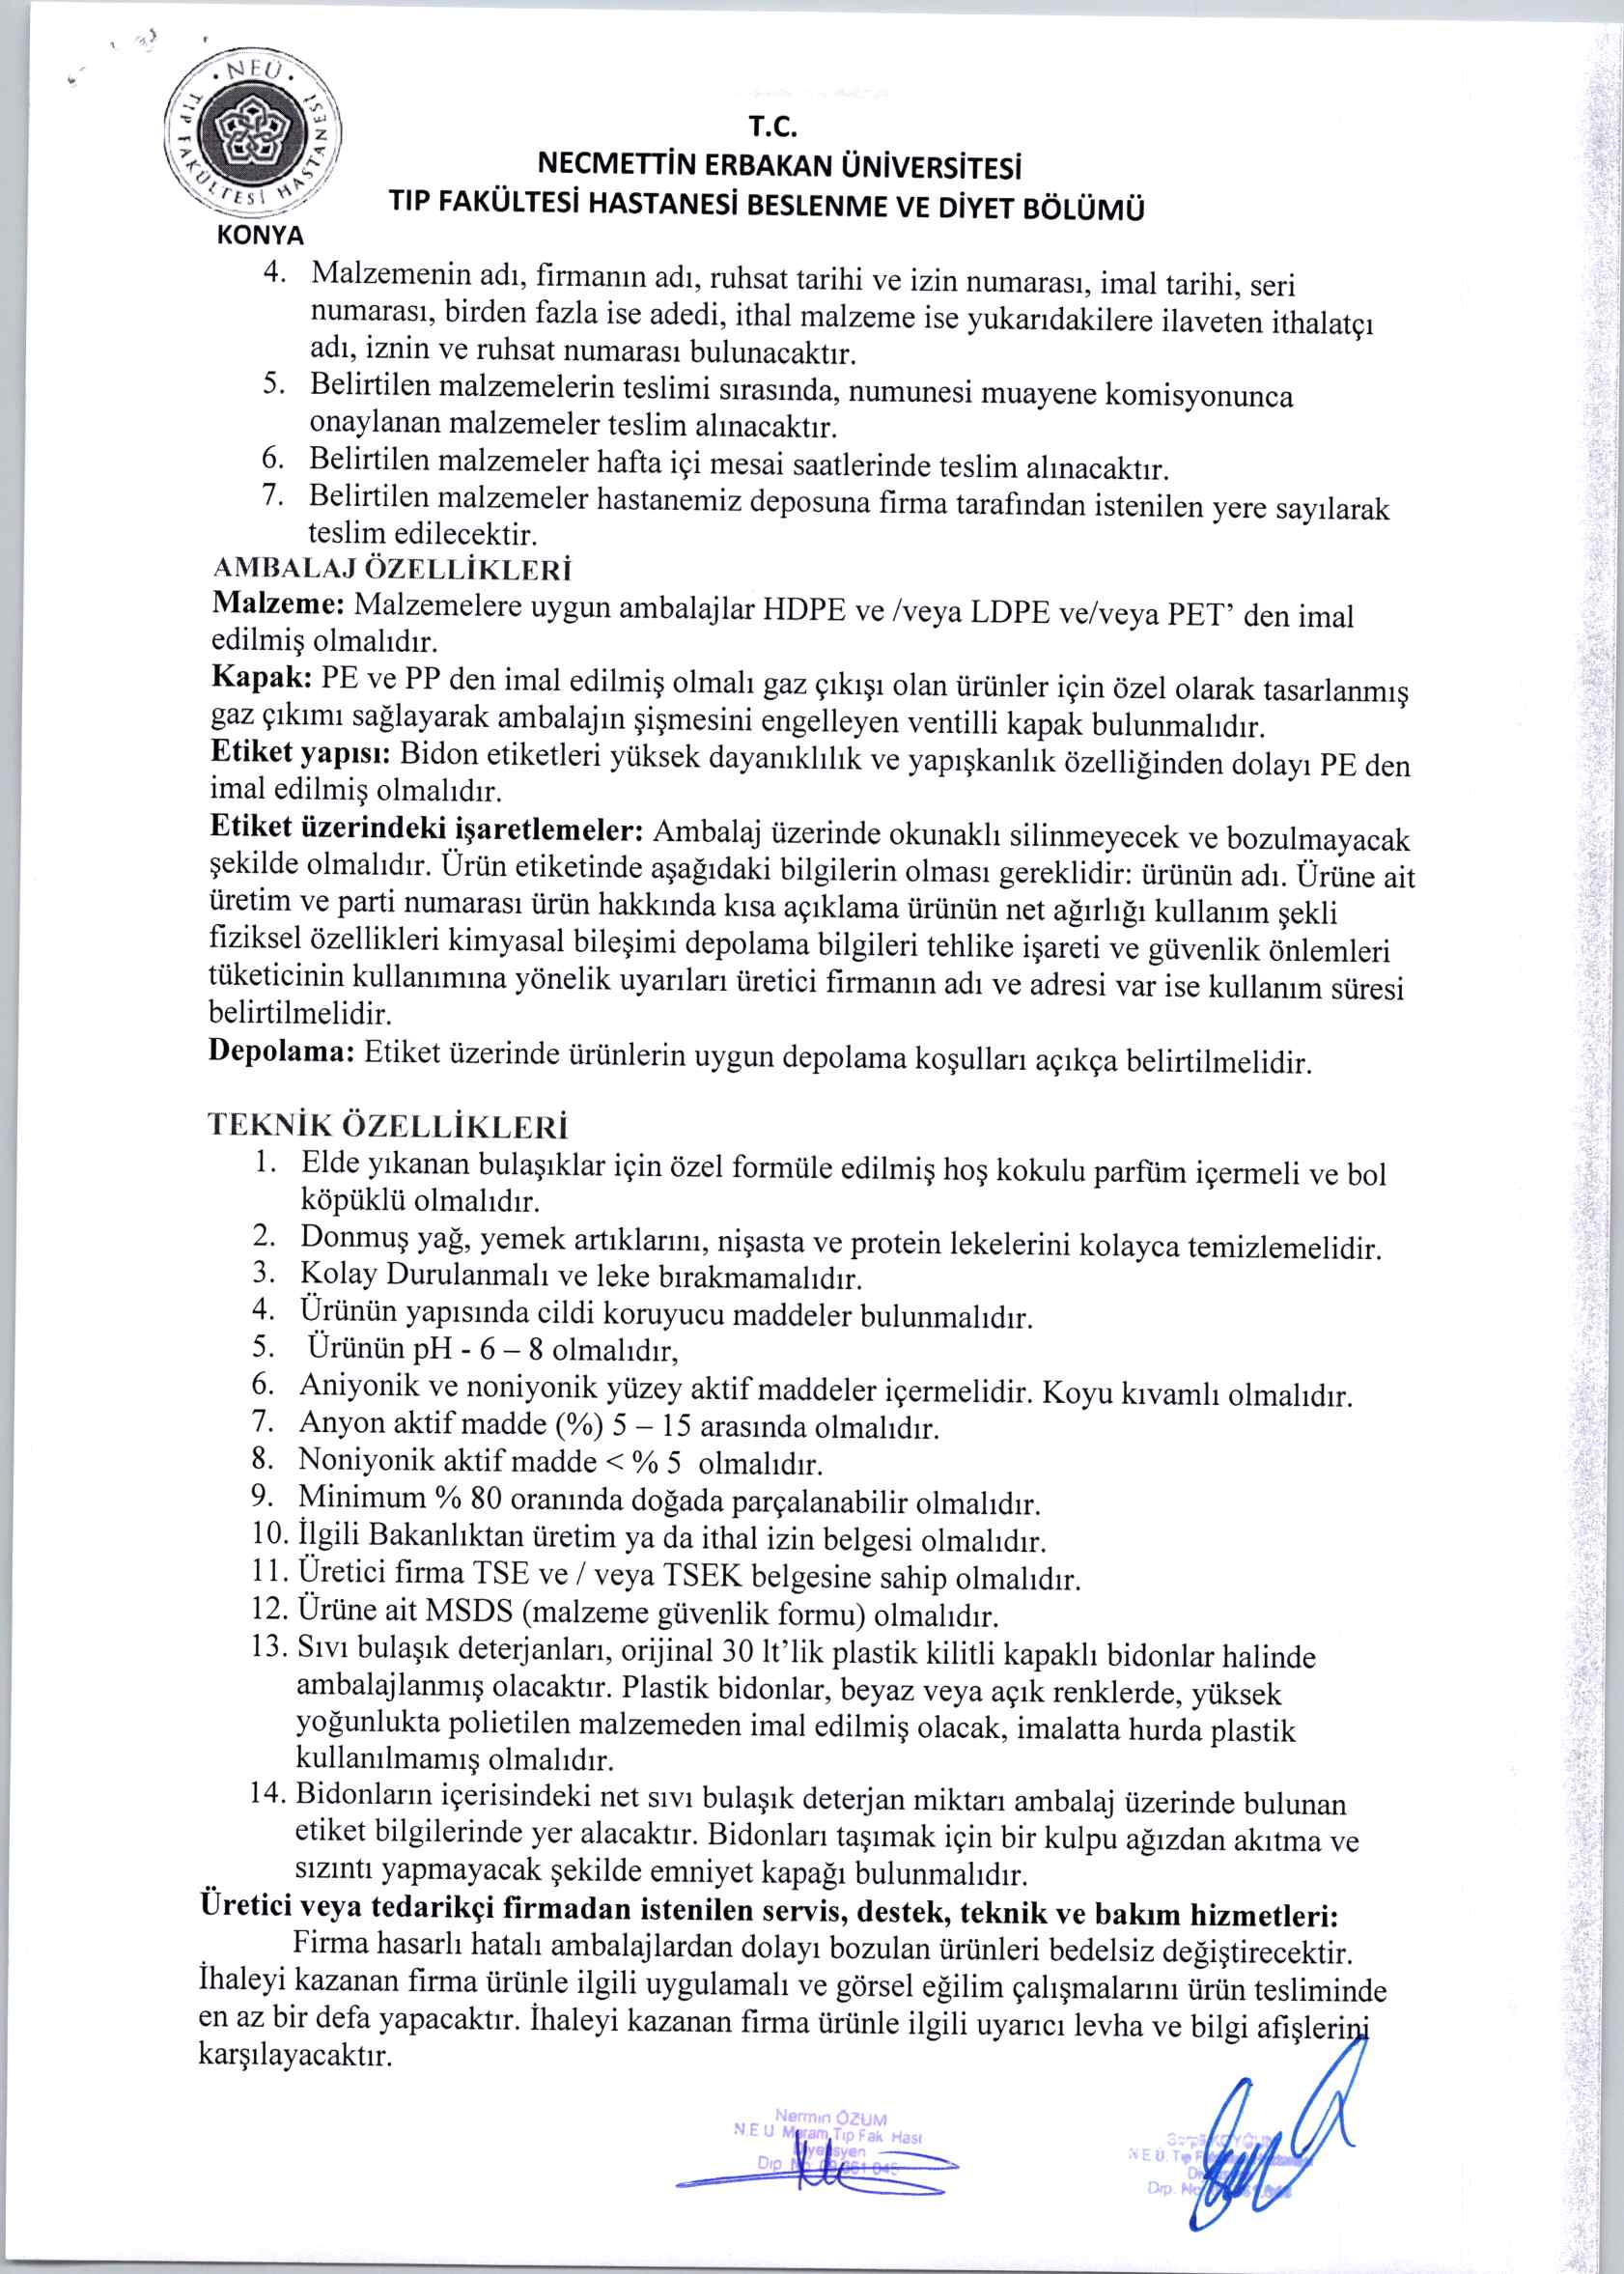 · NEÜ ·
TIP FAKÜLTESİ HASTANESİ
T.C.
NECMETTİN ERBAKAN ÜNİVERSİTESİ
TIP FAKÜLTESİ HASTANESİ BESLENME VE DİYET BÖLÜMÜ
KONYA
4. Malzemenin adı, firmanın adı, ruhsat tarihi ve izin numarası, imal tarihi, seri
numarası, birden fazla ise adedi, ithal malzeme ise yukarıdakilere ilaveten ithalatçı
adı, iznin ve ruhsat numarası bulunacaktır.
5. Belirtilen malzemelerin teslimi sırasında, numunesi muayene komisyonunca
onaylanan malzemeler teslim alınacaktır.
6. Belirtilen malzemeler hafta içi mesai saatlerinde teslim alınacaktır.
7. Belirtilen malzemeler hastanemiz deposuna firma tarafından istenilen yere sayılarak
teslim edilecektir.
AMBALAJ ÖZELLİKLERİ
Malzeme: Malzemelere uygun ambalajlar HDPE ve /veya LDPE ve/veya PET’ den imal
edilmiş olmalıdır.
Kapak: PE ve PP den imal edilmiş olmalı gaz çıkışı olan ürünler için özel olarak tasarlanmış
gaz çıkımı sağlayarak ambalajın şişmesini engelleyen ventilli kapak bulunmalıdır.
Etiket yapısı: Bidon etiketleri yüksek dayanıklılık ve yapışkanlık özelliğinden dolayı PE den
imal edilmiş olmalıdır.
Etiket üzerindeki işaretlemeler: Ambalaj üzerinde okunaklı silinmeyecek ve bozulmayacak
şekilde olmalıdır. Ürün etiketinde aşağıdaki bilgilerin olması gereklidir: ürünün adı. Ürüne ait
üretim ve parti numarası ürün hakkında kısa açıklama ürünün net ağırlığı kullanım şekli
fiziksel özellikleri kimyasal bileşimi depolama bilgileri tehlike işareti ve güvenlik önlemleri
tüketicinin kullanımına yönelik uyarıları üretici firmanın adı ve adresi var ise kullanım süresi
belirtilmelidir.
Depolama: Etiket üzerinde ürünlerin uygun depolama koşulları açıkça belirtilmelidir.
TEKNİK ÖZELLİKLERİ
1. Elde yıkanan bulaşıklar için özel formüle edilmiş hoş kokulu parfüm içermeli ve bol
köpüklü olmalıdır.
2. Donmuş yağ, yemek artıklarını, nişasta ve protein lekelerini kolayca temizlemelidir.
3. Kolay Durulanmalı ve leke bırakmamalıdır.
4. Ürünün yapısında cildi koruyucu maddeler bulunmalıdır.
5. Ürünün pH - 6 – 8 olmalıdır,
6. Aniyonik ve noniyonik yüzey aktif maddeler içermelidir. Koyu kıvamlı olmalıdır.
7. Anyon aktif madde (%) 5 – 15 arasında olmalıdır.
8. Noniyonik aktif madde < % 5 olmalıdır.
9. Minimum % 80 oranında doğada parçalanabilir olmalıdır.
10. İlgili Bakanlıktan üretim ya da ithal izin belgesi olmalıdır.
11. Üretici firma TSE ve / veya TSEK belgesine sahip olmalıdır.
12. Ürüne ait MSDS (malzeme güvenlik formu) olmalıdır.
13. Sıvı bulaşık deterjanları, orijinal 30 lt’lik plastik kilitli kapaklı bidonlar halinde
ambalajlanmış olacaktır. Plastik bidonlar, beyaz veya açık renklerde, yüksek
yoğunlukta polietilen malzemeden imal edilmiş olacak, imalatta hurda plastik
kullanılmamış olmalıdır.
14. Bidonların içerisindeki net sıvı bulaşık deterjan miktarı ambalaj üzerinde bulunan
etiket bilgilerinde yer alacaktır. Bidonları taşımak için bir kulpu ağızdan akıtma ve
sızıntı yapmayacak şekilde emniyet kapağı bulunmalıdır.
Üretici veya tedarikçi firmadan istenilen servis, destek, teknik ve bakım hizmetleri:
Firma hasarlı hatalı ambalajlardan dolayı bozulan ürünleri bedelsiz değiştirecektir.
İhaleyi kazanan firma ürünle ilgili uygulamalı ve görsel eğilim çalışmalarını ürün tesliminde
en az bir defa yapacaktır. İhaleyi kazanan firma ürünle ilgili uyarıcı levha ve bilgi afişlerini
karşılayacaktır.
Nermin ÖZUM
N E U Meram Tıp Fak Hast
Dip
N E Ü. Tıp
Dip. No